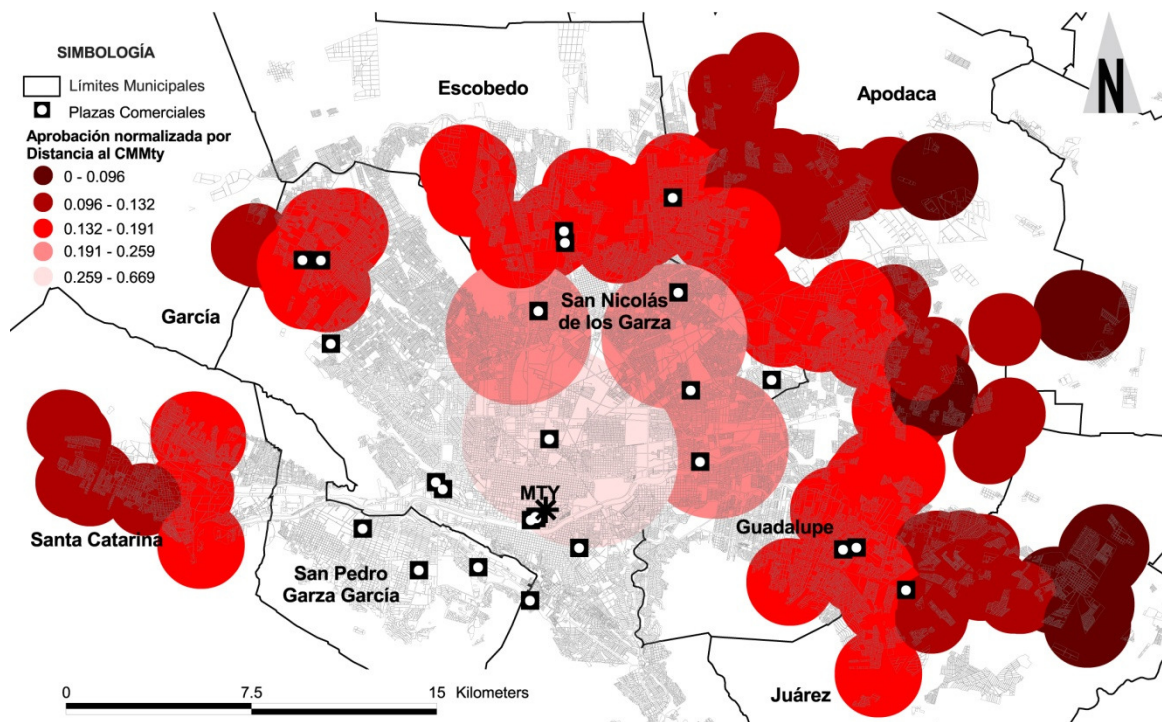 SIMBOLOGÍA
Límites Municipales
Plazas Comerciales
Aprobación normalizada por
Distancia al CMMty
0 - 0.096
0.096 - 0.132
0.132 - 0.191
0.191 - 0.259
0.259 - 0.669
Escobedo
Apodaca
N
García
San Nicolás
de los Garza
MTY
Santa Catarina
Guadalupe
San Pedro
Garza García
Juárez
0 7.5 15 Kilometers